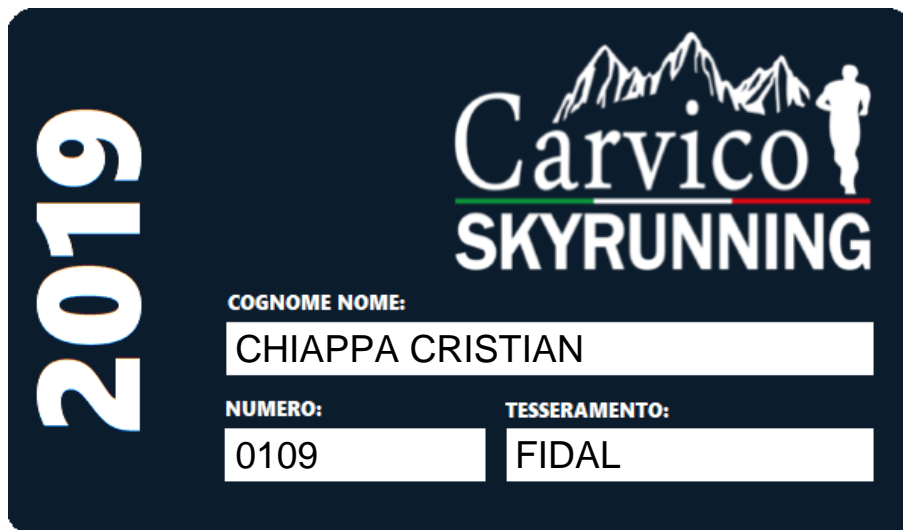 2019
Carvico
SKYRUNNING
COGNOME NOME:
CHIAPPA CRISTIAN
NUMERO:
TESSERAMENTO:
0109
FIDAL